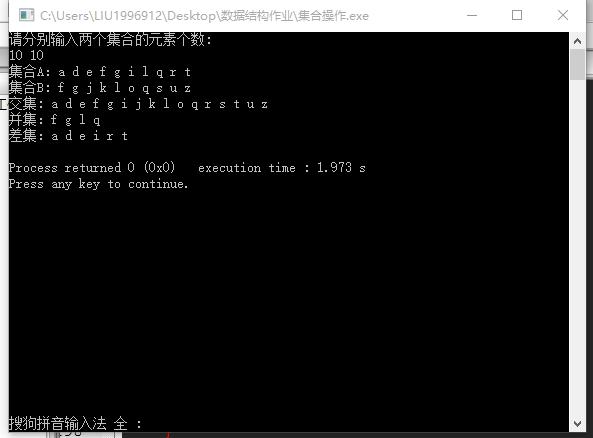 C:\Users\LIU1996912\Desktop\数据结构作业\集合操作.exe
请分别输入两个集合的元素个数:
10 10
集合A: a d e f g i l q r t
集合B: f g j k l o q s u z
交集: a d e f g i j k l o q r s t u z
并集: f g l q
差集: a d e i r t
Process returned 0 (0x0)   execution time : 1.973 s
Press any key to continue.
搜狗拼音输入法 全 :